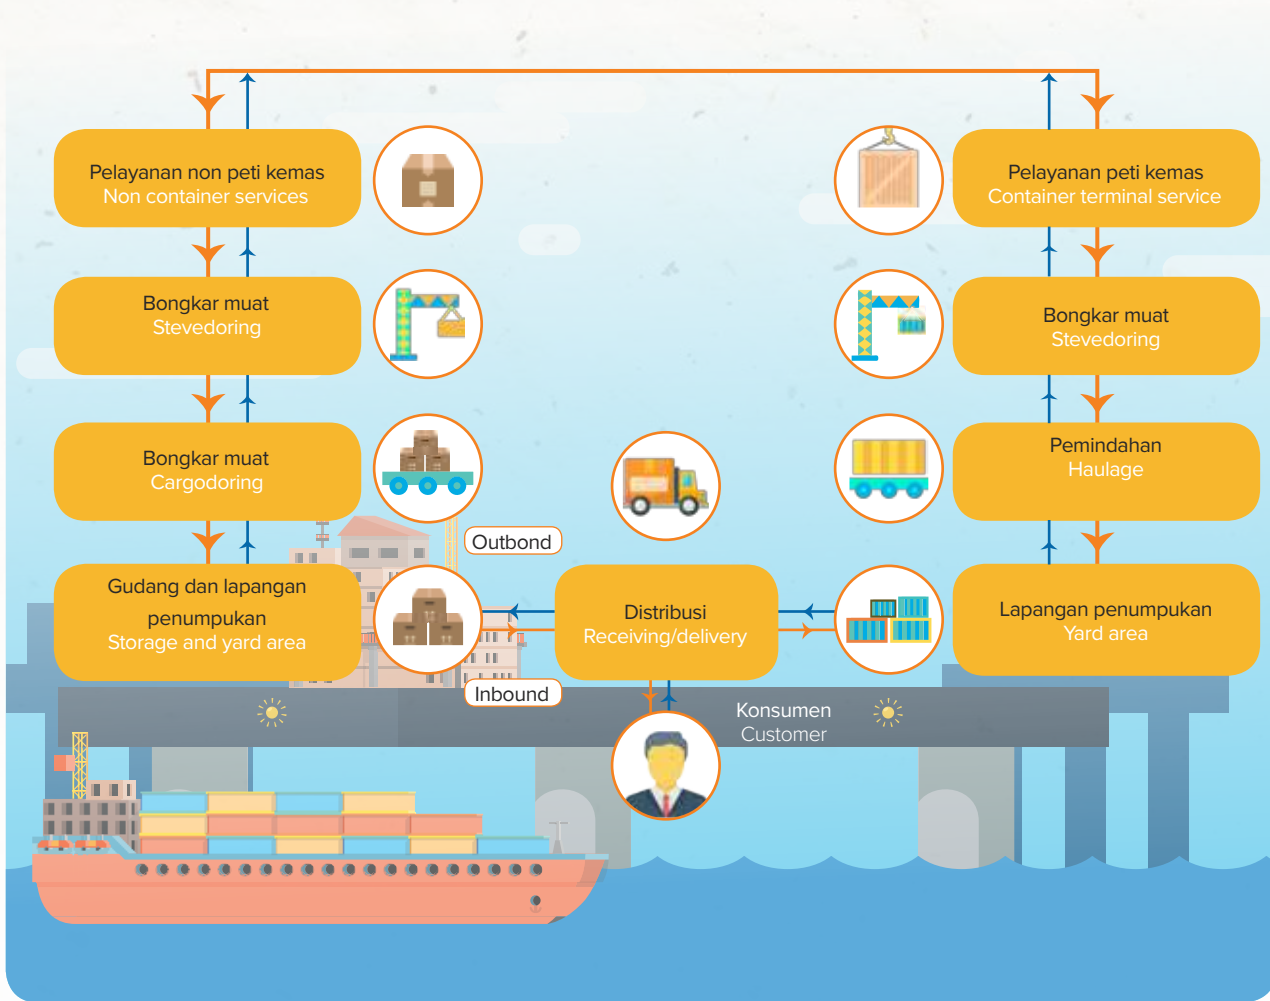 Pelayanan non peti kemas
Non container services
Pelayanan peti kemas
Container terminal service
Bongkar muat
Stevedoring
Bongkar muat
Stevedoring
Bongkar muat
Cargodoring
Pemindahan
Haulage
Outbond
Gudang dan lapangan
penumpukan
Storage and yard area
Distribusi
Receiving/delivery
Lapangan penumpukan
Yard area
Inbound
Konsumen
Customer